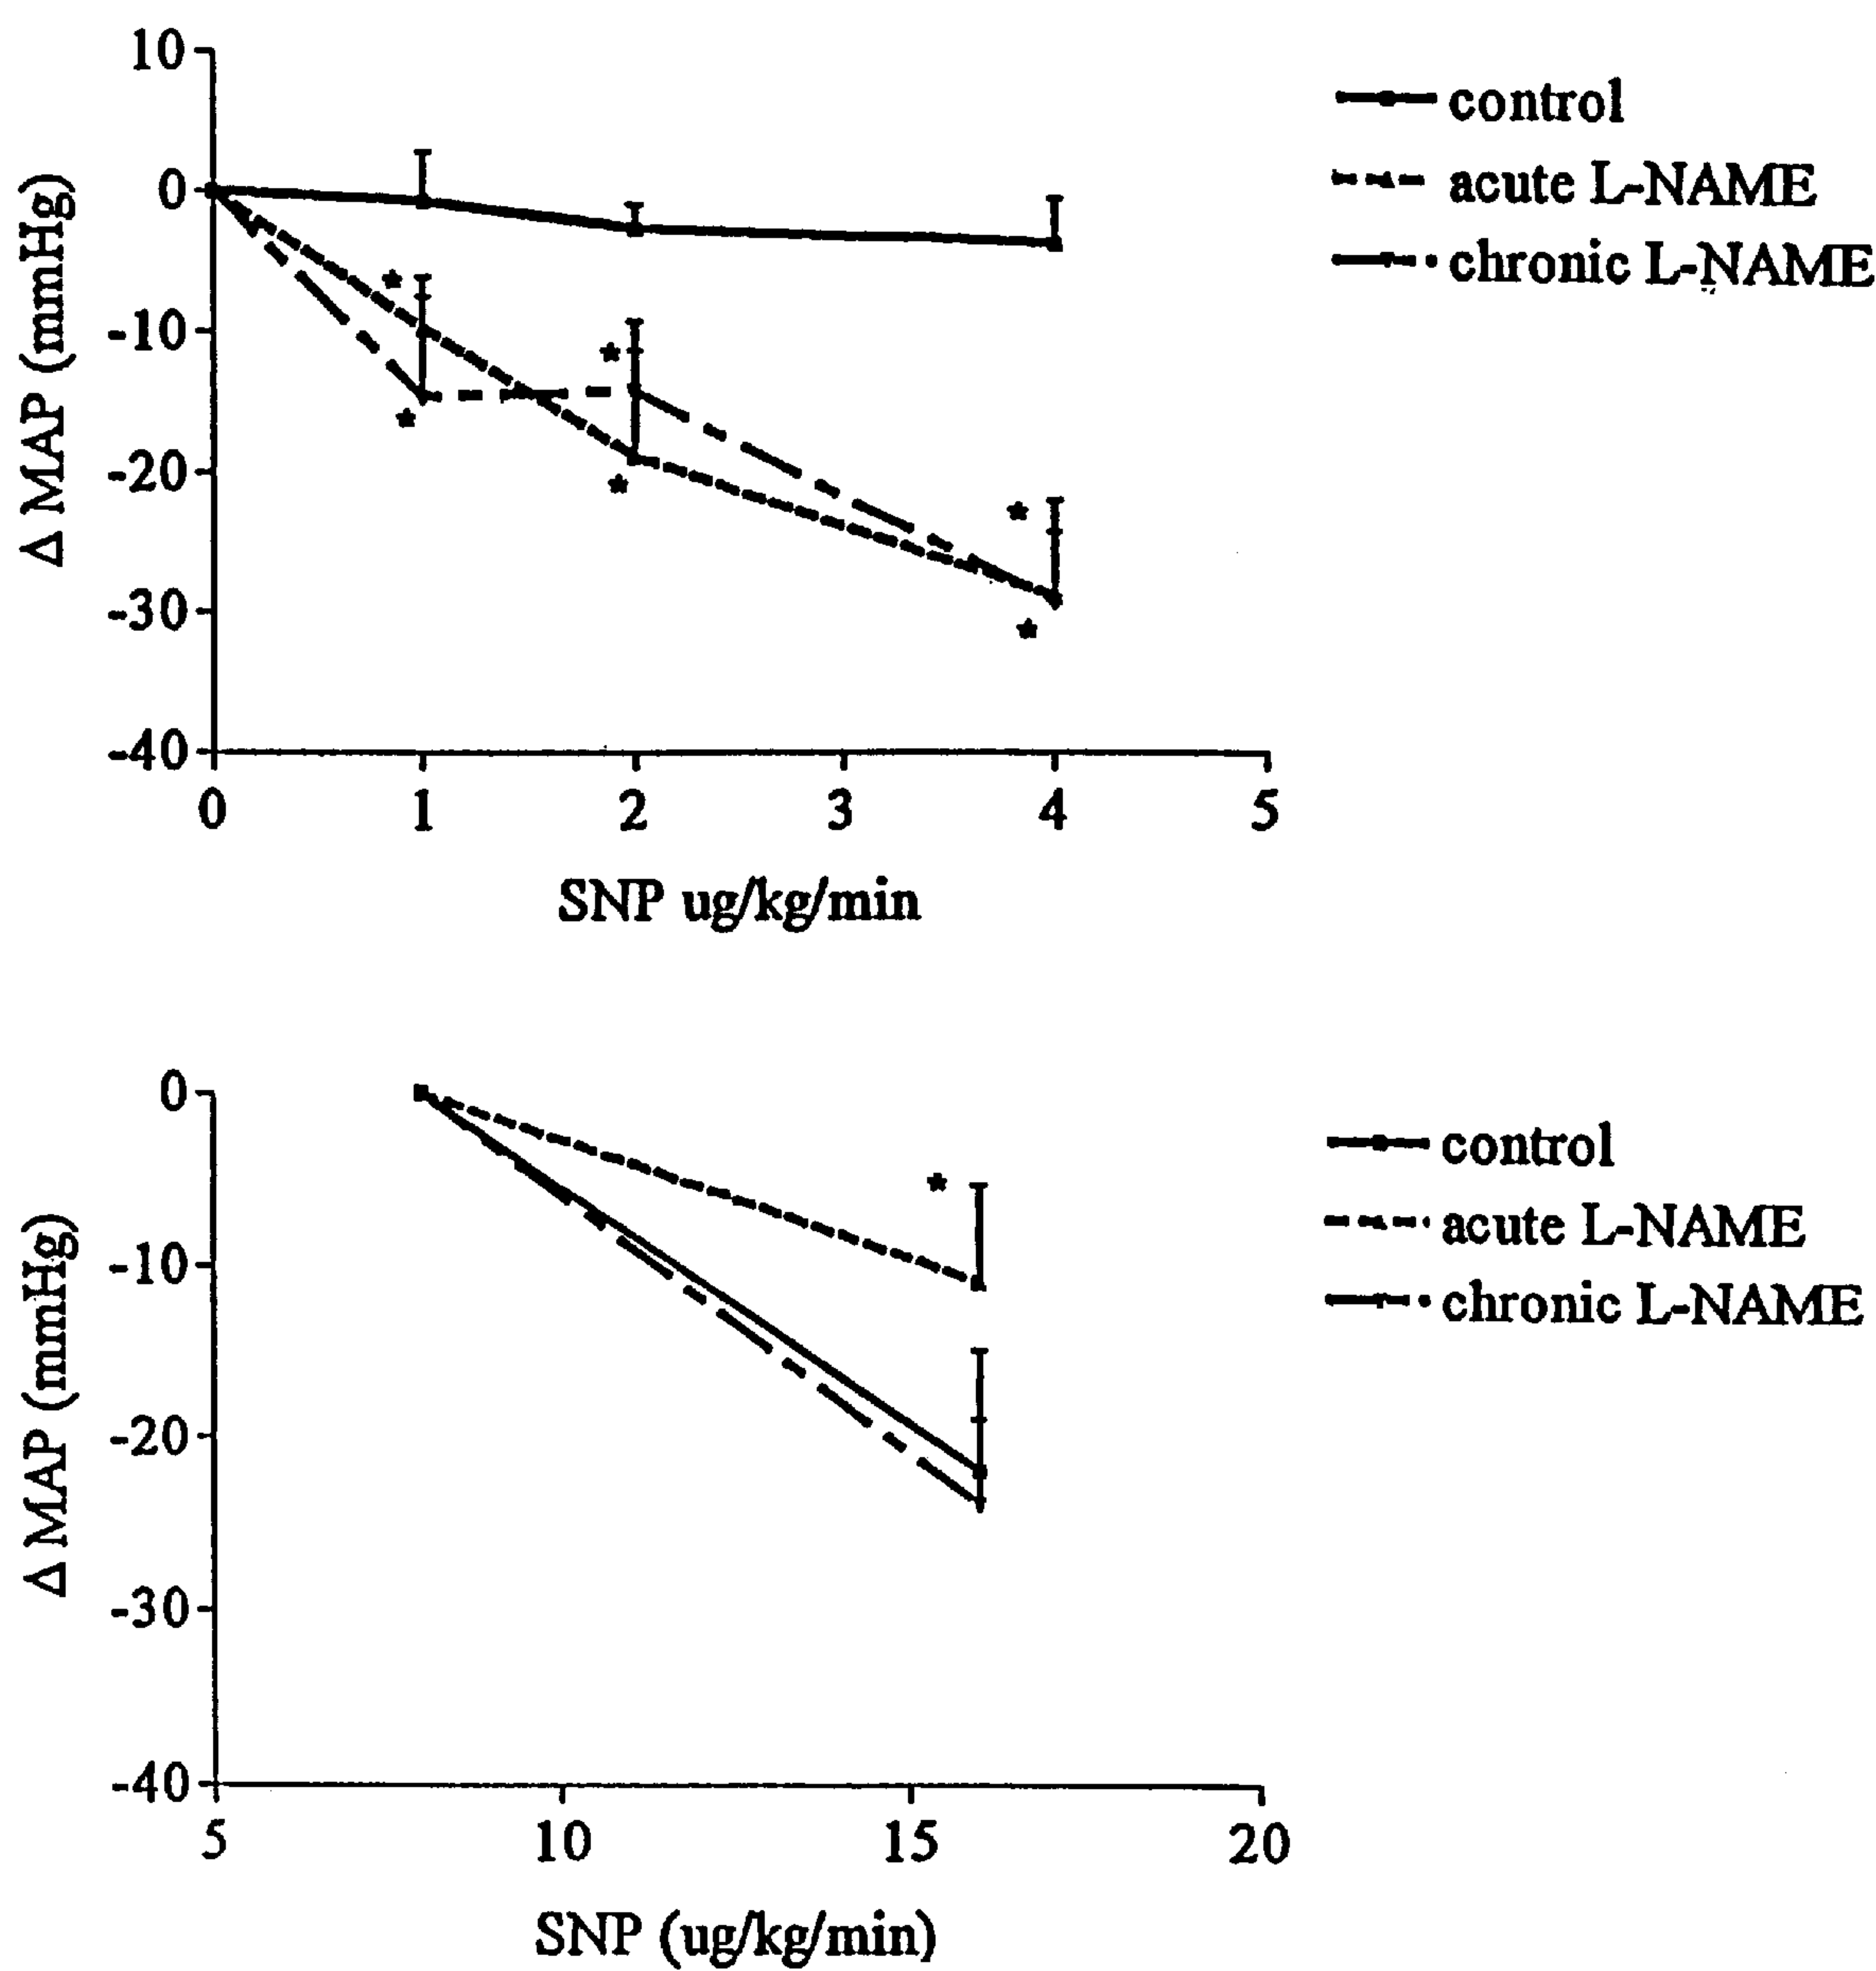 10
0
-10
-20
-30
-40
Δ MAP (mmHg)
* * * * * *
0 1 2 3 4 5
SNP ug/kg/min
control
acute L-NAME
chronic L-NAME
0
-10
-20
-30
-40
Δ MAP (mmHg)
*
5 10 15 20
SNP (ug/kg/min)
control
acute L-NAME
chronic L-NAME